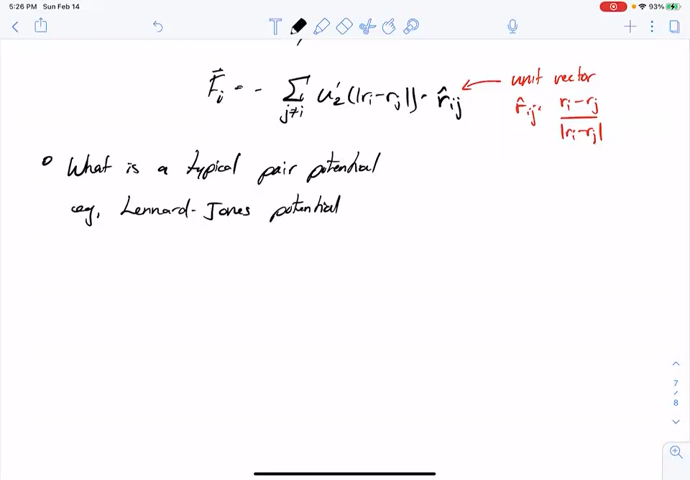 5:26 PM Sun Feb 14
93%
F⃗i = - Σ j≠i u2'(|ri-rj|) · r̂ij
unit vector
r̂ij = ri-rj / |ri-rj|
What is a typical pair potential
eg, Lennard-Jones potential
7
/
8